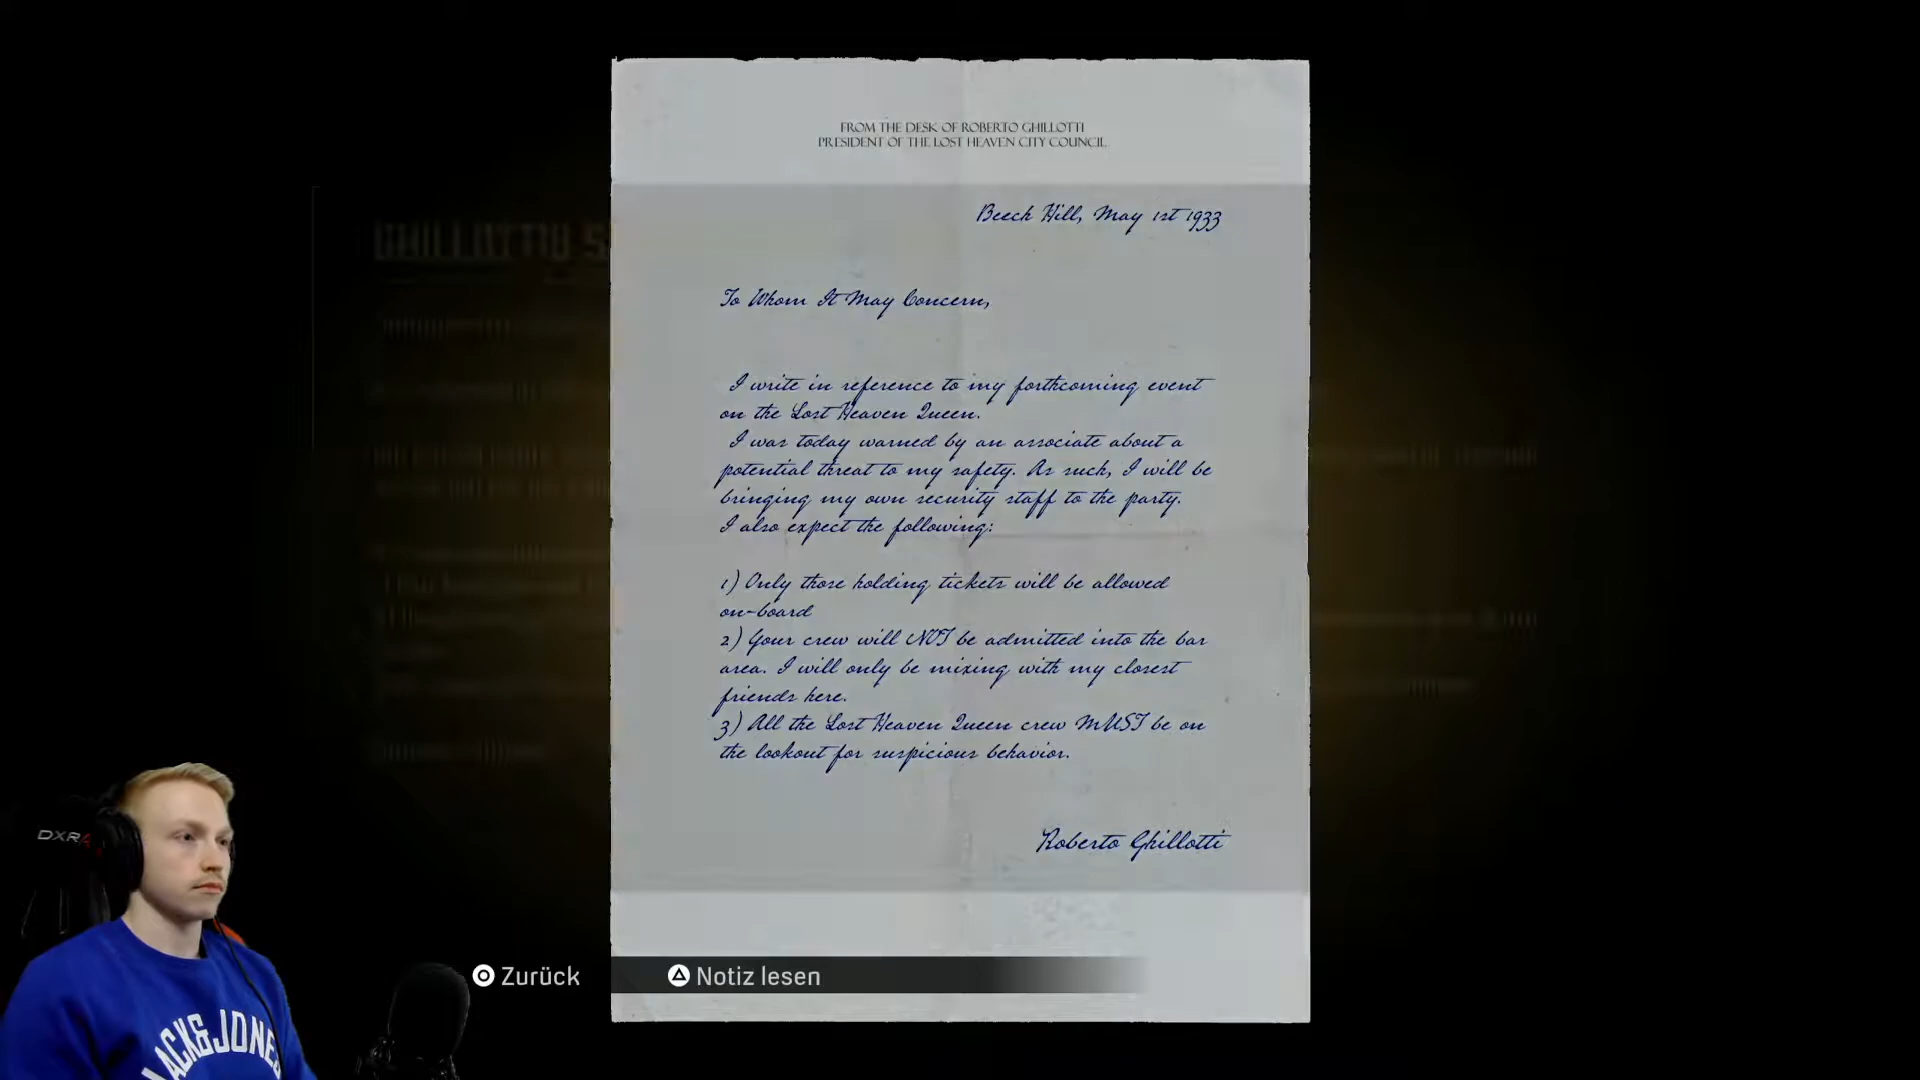 FROM THE DESK OF ROBERTO GHILLOTTI
PRESIDENT OF THE LOST HEAVEN CITY COUNCIL
Beech Hill, May 1st 1933
To Whom It May Concern,
I write in reference to my forthcoming event
on the Lost Heaven Queen.
I was today warned by an associate about a
potential threat to my safety. As such, I will be
bringing my own security staff to the party.
I also expect the following:
1) Only those holding tickets will be allowed
on-board
2) Your crew will NOT be admitted into the bar
area. I will only be mixing with my closest
friends here.
3) All the Lost Heaven Queen crew MUST be on
the lookout for suspicious behavior.
Roberto Ghillotti
GHILLOTTIS
DXR
Zurück
Notiz lesen
JACK&JONES